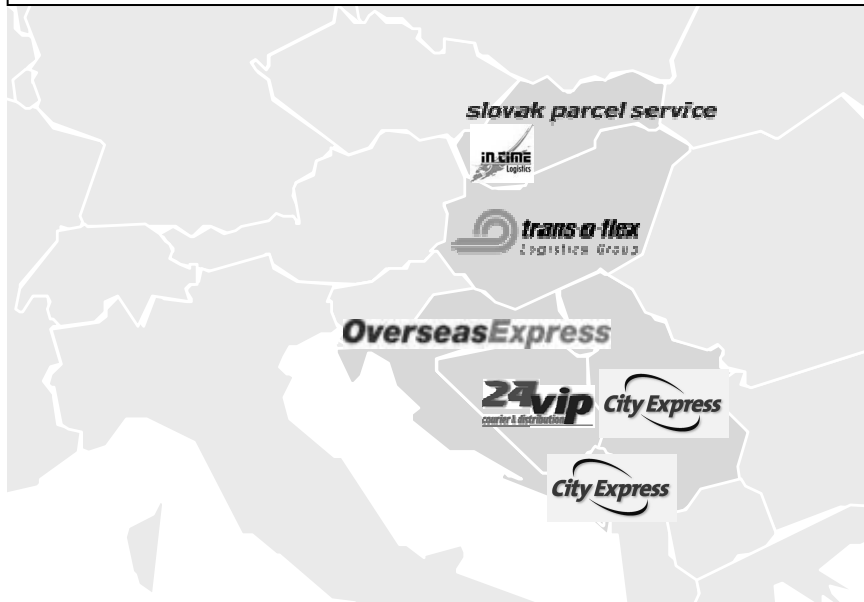 slovak parcel service
in time
Logistics
trans-o-flex
Logistics Group
OverseasExpress
24vip
courier & distribution
City Express
City Express